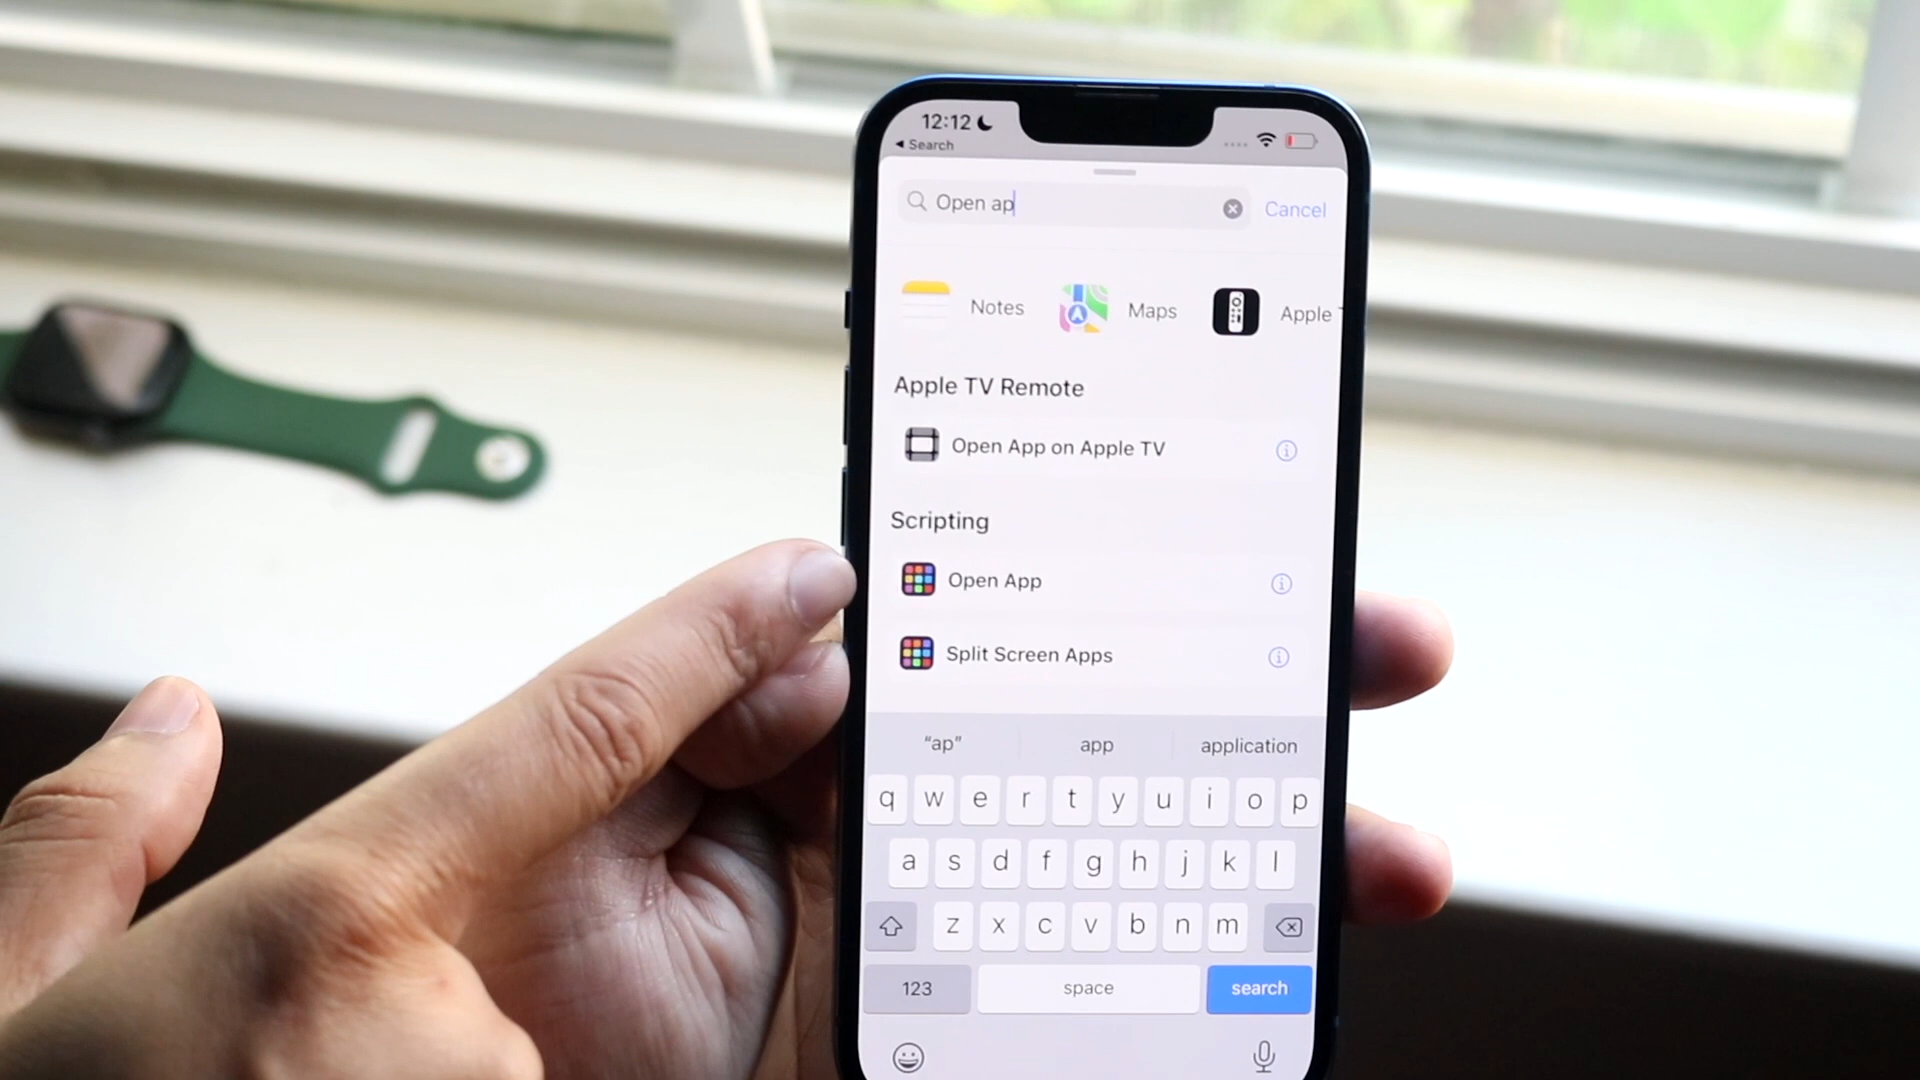 12:12
◀ Search
Open ap
Cancel
Notes
Maps
Apple T
Apple TV Remote
Open App on Apple TV
Scripting
Open App
Split Screen Apps
“ap”
app
application
q w e r t y u i o p
a s d f g h j k l
z x c v b n m
123
space
search